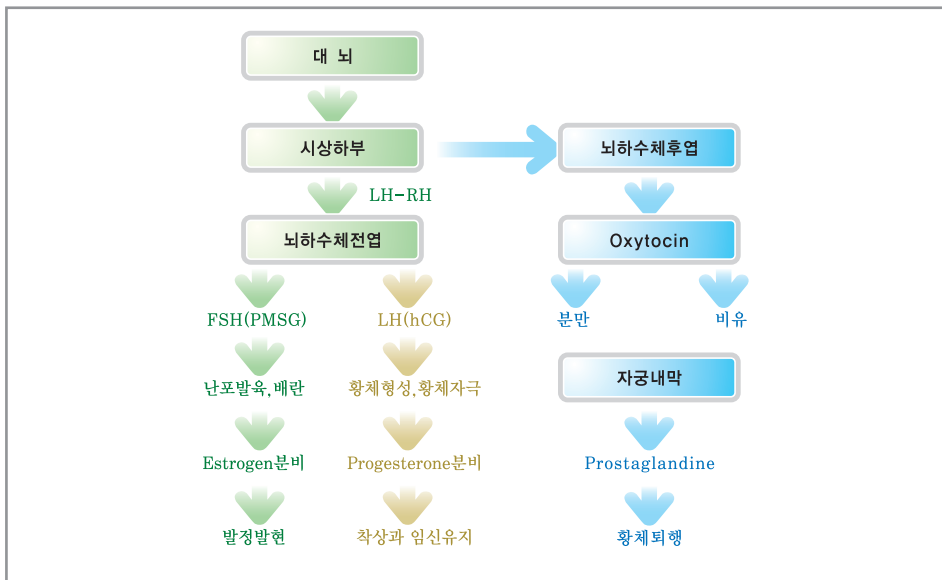 대 뇌
시상하부
뇌하수체후엽
LH-RH
뇌하수체전엽
Oxytocin
FSH(PMSG)
LH(hCG)
분만
비유
난포발육,배란
황체형성,황체자극
자궁내막
Estrogen분비
Progesterone분비
Prostaglandine
발정발현
착상과 임신유지
황체퇴행